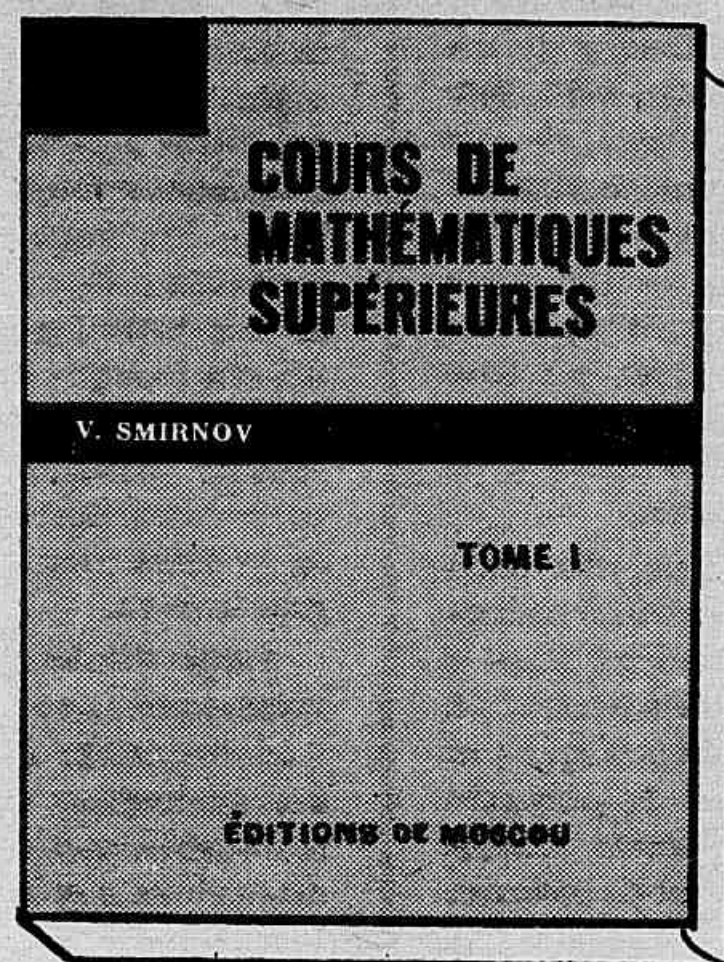 COURS DE
MATHÉMATIQUES
SUPÉRIEURES
V. SMIRNOV
TOME I
ÉDITIONS DE MOSCOU